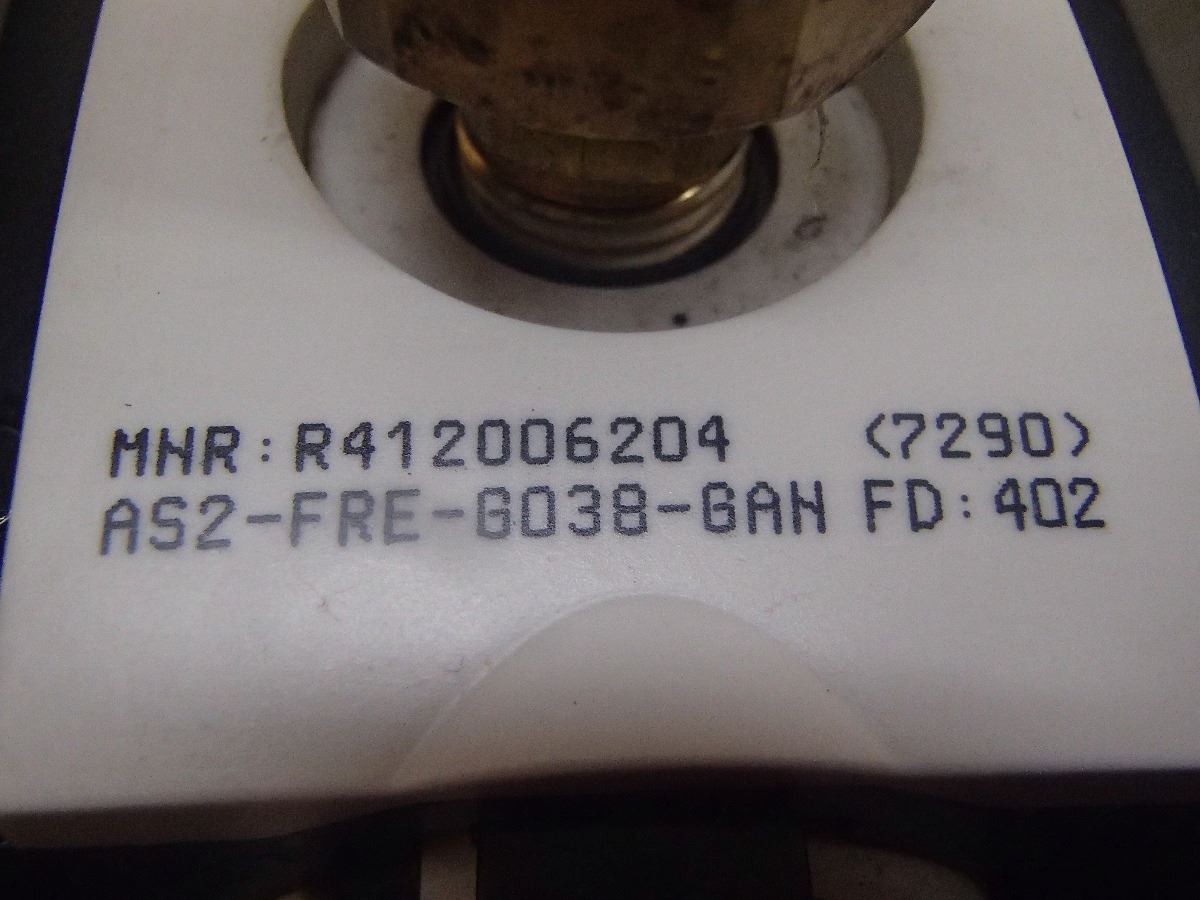 MNR:R412006204 <7290>
AS2-FRE-G038-GAN FD:402